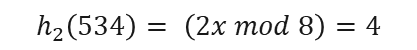 h₂(534) = (2x mod 8) = 4